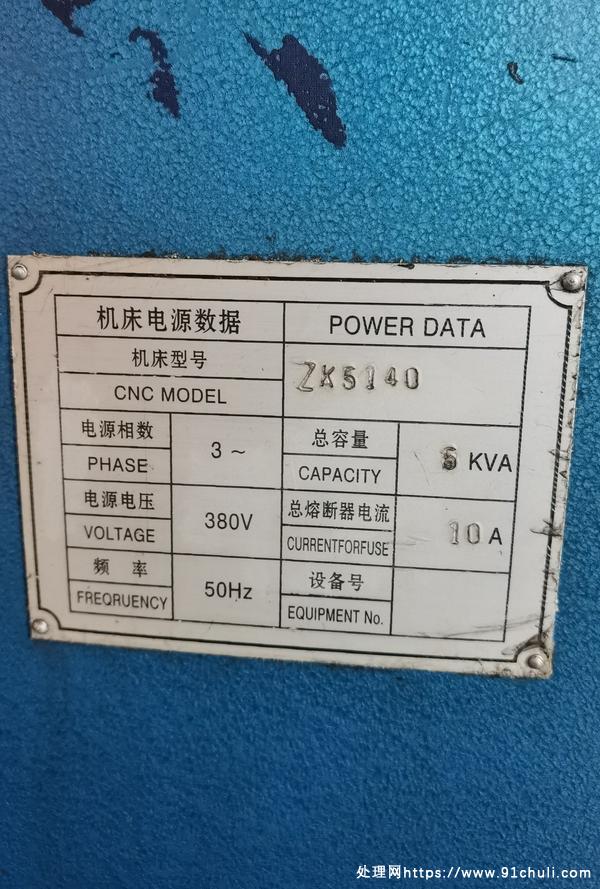 机床电源数据 POWER DATA
机床型号
CNC MODEL
ZK5140
电源相数
PHASE
3～
总容量
CAPACITY
5 KVA
电源电压
VOLTAGE
380V
总熔断器电流
CURRENTFORFUSE
10 A
频率
FREQRUENCY
50Hz
设备号
EQUIPMENT No.
处理网https://www.91chuli.com